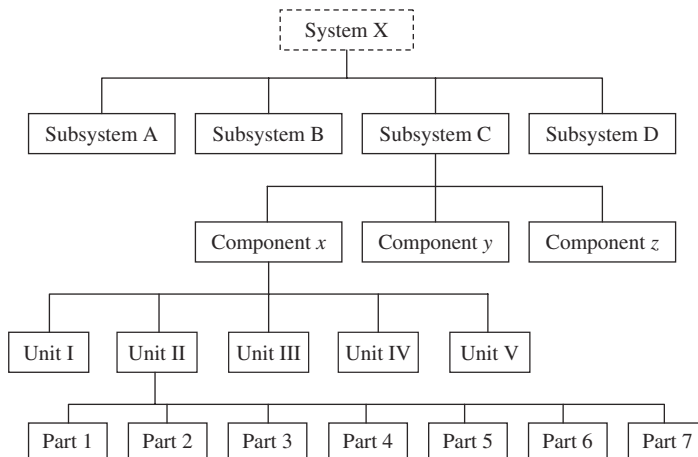 System X
Subsystem A Subsystem B Subsystem C Subsystem D
Component x Component y Component z
Unit I Unit II Unit III Unit IV Unit V
Part 1 Part 2 Part 3 Part 4 Part 5 Part 6 Part 7